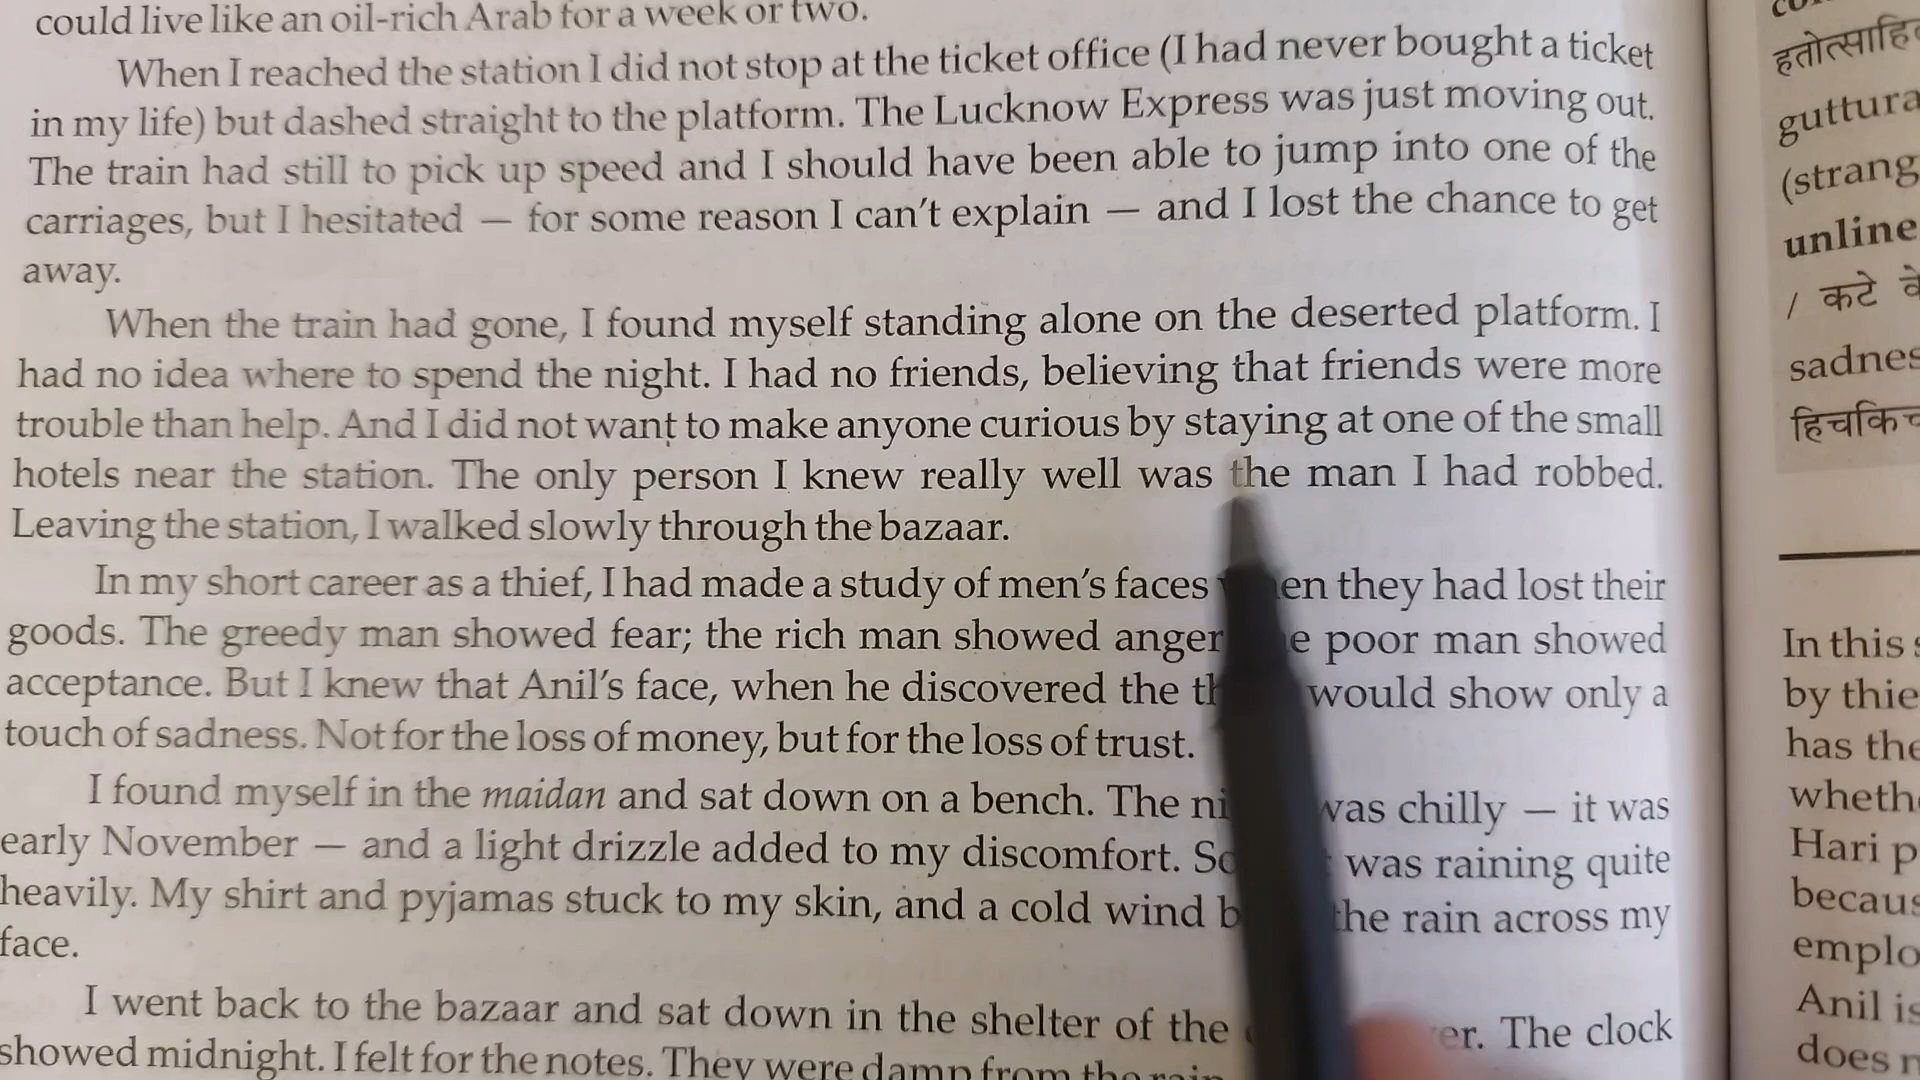 could live like an oil-rich Arab for a week or two.
When I reached the station I did not stop at the ticket office (I had never bought a ticket
in my life) but dashed straight to the platform. The Lucknow Express was just moving out.
The train had still to pick up speed and I should have been able to jump into one of the
carriages, but I hesitated — for some reason I can't explain — and I lost the chance to get
away.
When the train had gone, I found myself standing alone on the deserted platform. I
had no idea where to spend the night. I had no friends, believing that friends were more
trouble than help. And I did not want to make anyone curious by staying at one of the small
hotels near the station. The only person I knew really well was the man I had robbed.
Leaving the station, I walked slowly through the bazaar.
In my short career as a thief, I had made a study of men's faces they had lost their
goods. The greedy man showed fear; the rich man showed anger poor man showed
acceptance. But I knew that Anil's face, when he discovered the would show only a
touch of sadness. Not for the loss of money, but for the loss of trust.
I found myself in the maidan and sat down on a bench. The was chilly — it was
early November — and a light drizzle added to my discomfort. was raining quite
heavily. My shirt and pyjamas stuck to my skin, and a cold wind the rain across my
face.
I went back to the bazaar and sat down in the shelter of the The clock
showed midnight. I felt for the notes. They were damp from the rain.
हतोत्साहि
guttura
(strang
unline
/ कटे
sadnes
हिचकिच
In this
by thie
has the
wheth
Hari p
becaus
emplo
Anil is
does